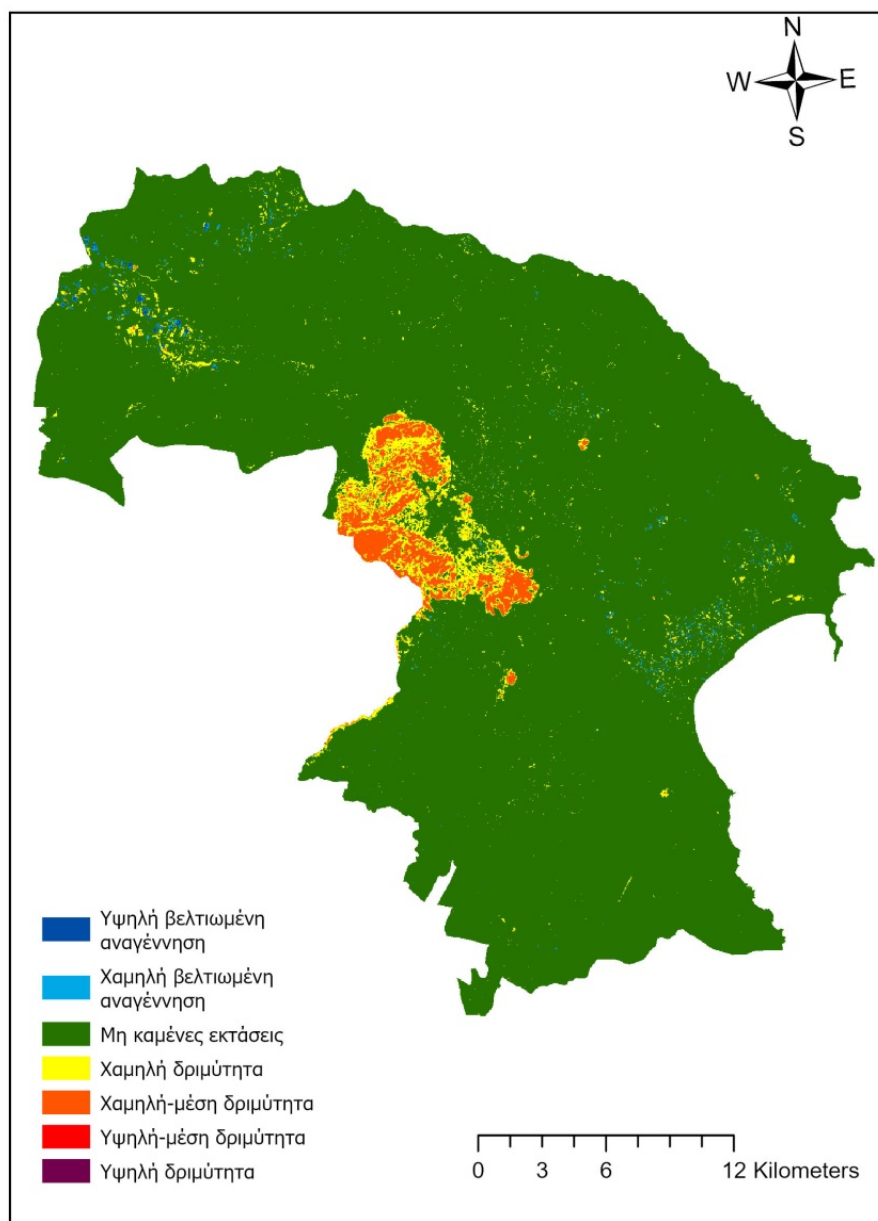 N
W E
S
Υψηλή βελτιωμένη
αναγέννηση
Χαμηλή βελτιωμένη
αναγέννηση
Μη καμένες εκτάσεις
Χαμηλή δριμύτητα
Χαμηλή-μέση δριμύτητα
Υψηλή-μέση δριμύτητα
Υψηλή δριμύτητα
0 3 6 12 Kilometers